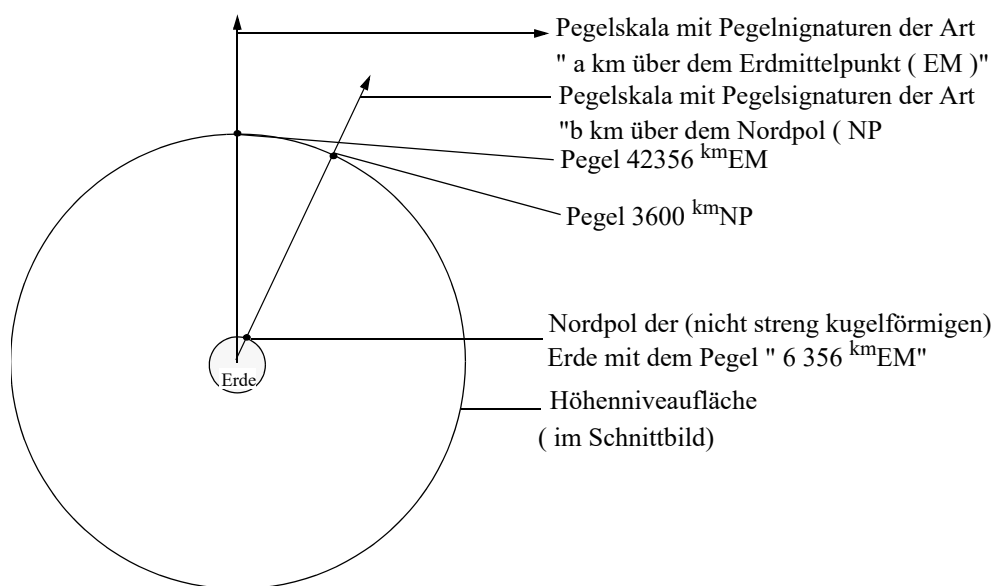 Pegelskala mit Pegelnignaturen der Art
" a km über dem Erdmittelpunkt ( EM )"
Pegelskala mit Pegelsignaturen der Art
"b km über dem Nordpol ( NP
Pegel 42356 kmEM
Pegel 3600 kmNP
Nordpol der (nicht streng kugelförmigen)
Erde mit dem Pegel " 6 356 kmEM"
Erde
Höhenniveaufläche
( im Schnittbild)